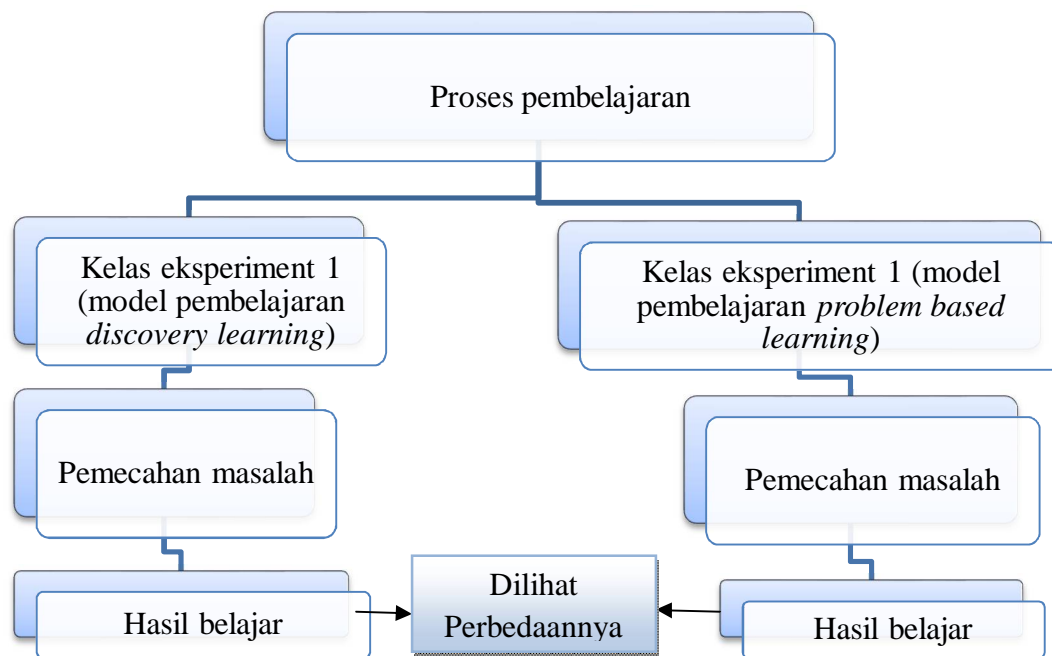 Proses pembelajaran
Kelas eksperiment 1
(model pembelajaran
discovery learning)
Kelas eksperiment 1 (model
pembelajaran problem based
learning)
Pemecahan masalah
Pemecahan masalah
Hasil belajar
Dilihat
Perbedaannya
Hasil belajar